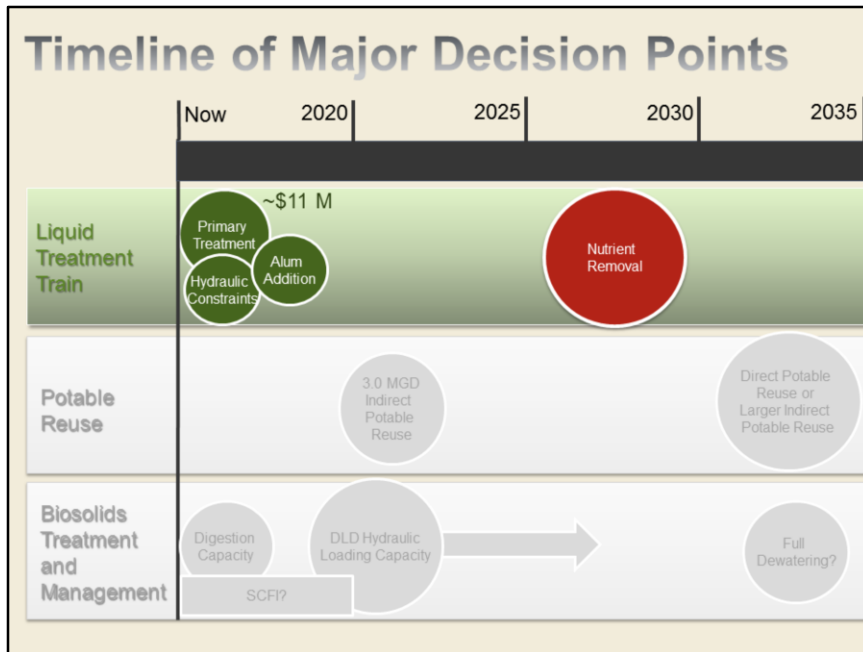 Timeline of Major Decision Points
Now 2020 2025 2030 2035
Liquid
Treatment
Train
~$11 M
Primary
Treatment
Hydraulic
Constraints
Alum
Addition
Nutrient
Removal
Potable
Reuse
3.0 MGD
Indirect
Potable
Reuse
Direct Potable
Reuse or
Larger Indirect
Potable Reuse
Biosolids
Treatment
and
Management
Digestion
Capacity
SCFI?
DLD Hydraulic
Loading Capacity
Full
Dewatering?